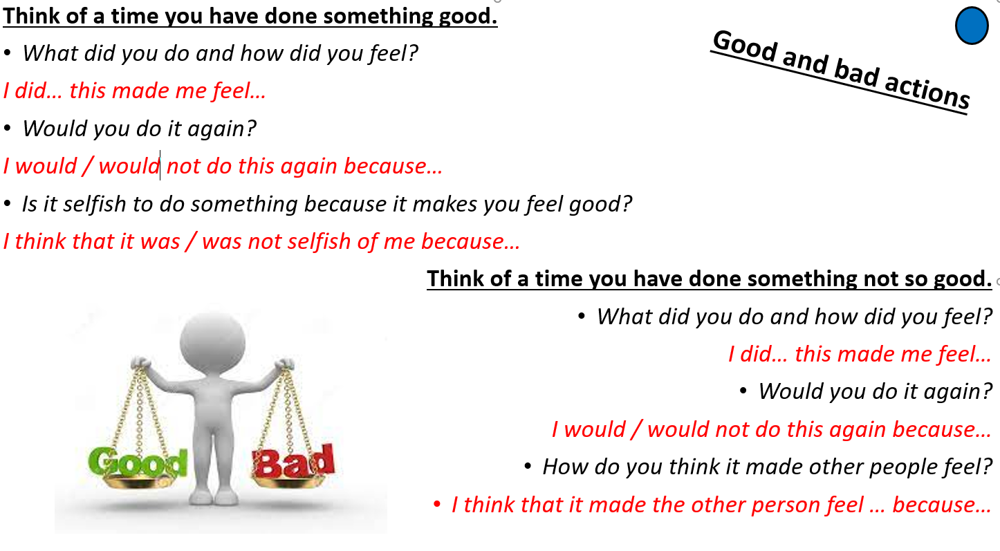 Think of a time you have done something good.
Good and bad actions
• What did you do and how did you feel?
I did... this made me feel...
• Would you do it again?
I would / would not do this again because...
• Is it selfish to do something because it makes you feel good?
I think that it was / was not selfish of me because...
Think of a time you have done something not so good.
• What did you do and how did you feel?
I did... this made me feel...
• Would you do it again?
I would / would not do this again because...
• How do you think it made other people feel?
• I think that it made the other person feel ... because...
Good Bad